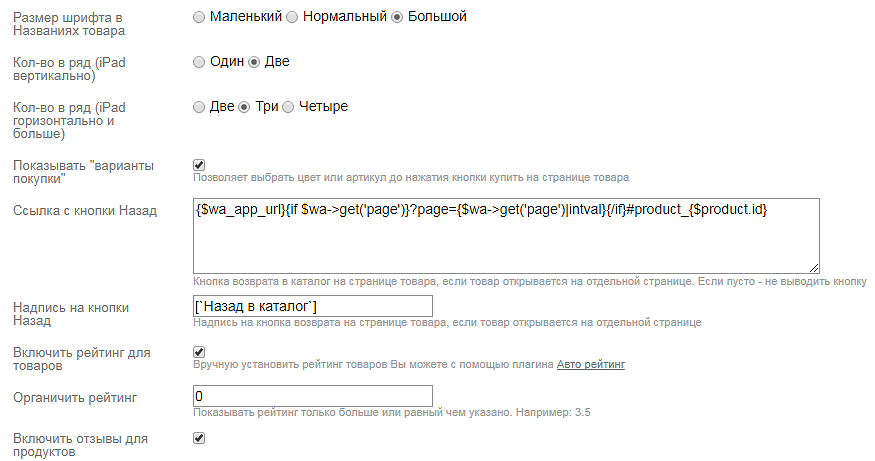 Размер шрифта в
Названиях товара
Маленький Нормальный Большой
Кол-во в ряд (iPad
вертикально)
Один Две
Кол-во в ряд (iPad
горизонтально и
больше)
Две Три Четыре
Показывать "варианты
покупки"
Позволяет выбрать цвет или артикул до нажатия кнопки купить на странице товара
Ссылка с кнопки Назад
{$wa_app_url}{if $wa->get('page')}?page={$wa->get('page')|intval}{/if}#product_{$product.id}
Кнопка возврата в каталог на странице товара, если товар открывается на отдельной странице. Если пусто - не выводить кнопку
Надпись на кнопки
Назад
[`Назад в каталог`]
Надпись на кнопка возврата на странице товара, если товар открывается на отдельной странице
Включить рейтинг для
товаров
Вручную установить рейтинг товаров Вы можете с помощью плагина Авто рейтинг
Органичить рейтинг
0
Показывать рейтинг только больше или равный чем указано. Например: 3.5
Включить отзывы для
продуктов